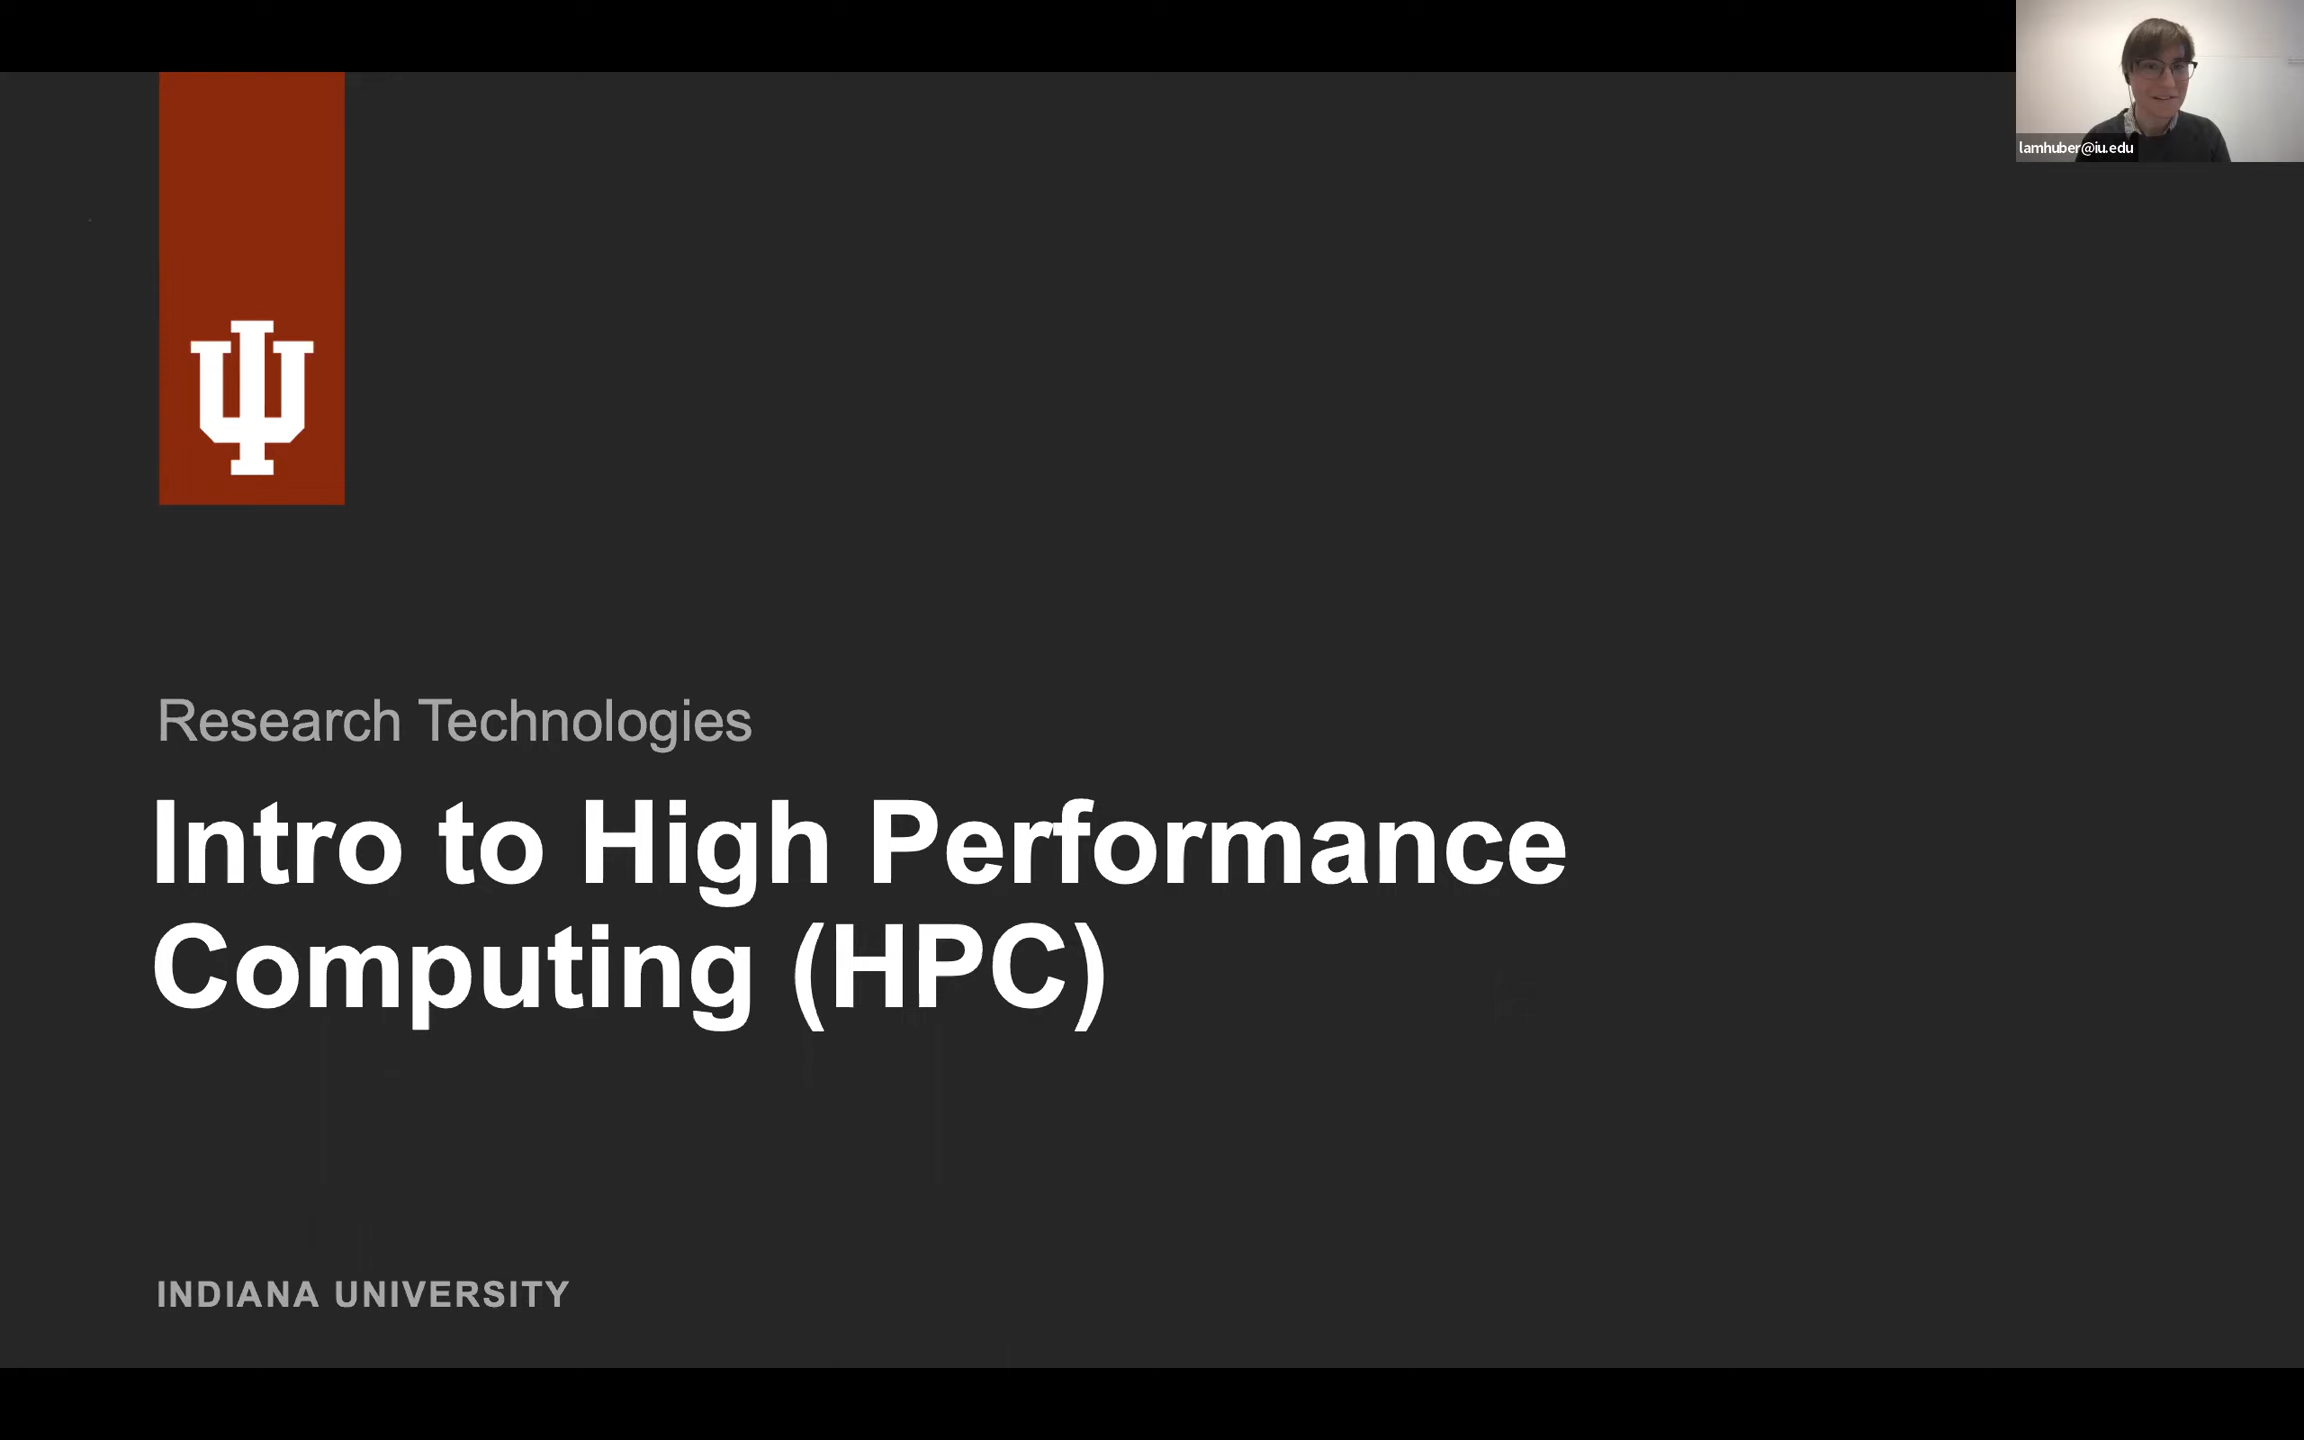 lamhuber@iu.edu
Research Technologies
Intro to High Performance
Computing (HPC)
INDIANA UNIVERSITY